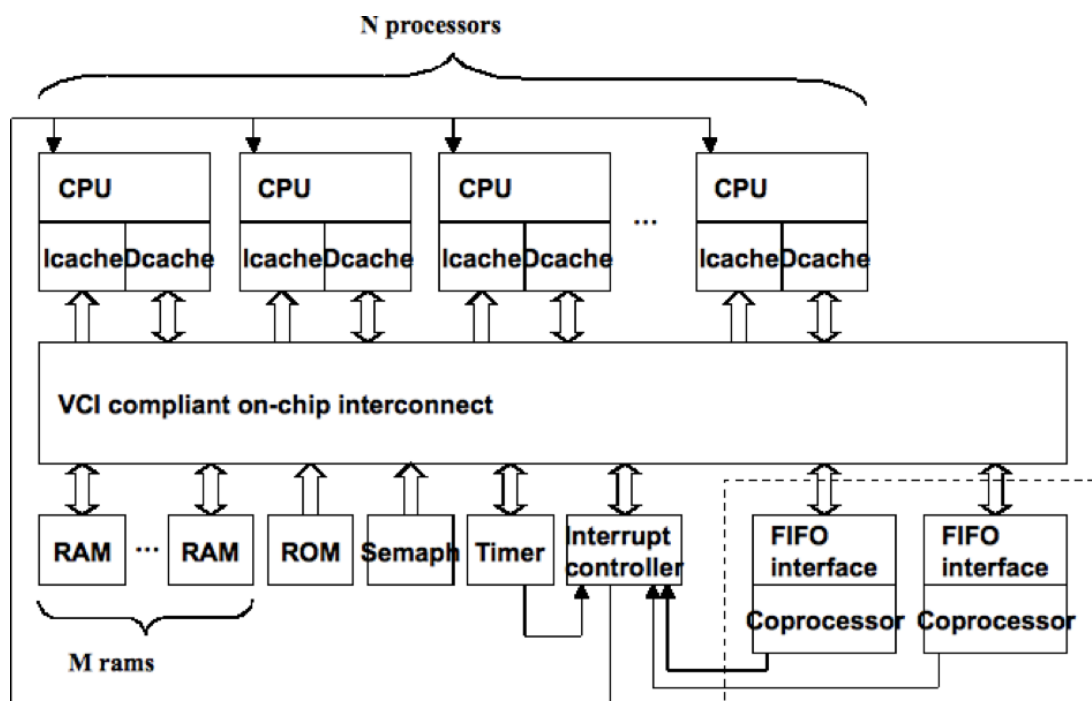 N processors
CPU
CPU
CPU
CPU
...
Icache Dcache
Icache Dcache
Icache Dcache
Icache Dcache
VCI compliant on-chip interconnect
RAM
...
RAM
ROM
Semaph
Timer
Interrupt
controller
FIFO
interface
FIFO
interface
Coprocessor
Coprocessor
M rams